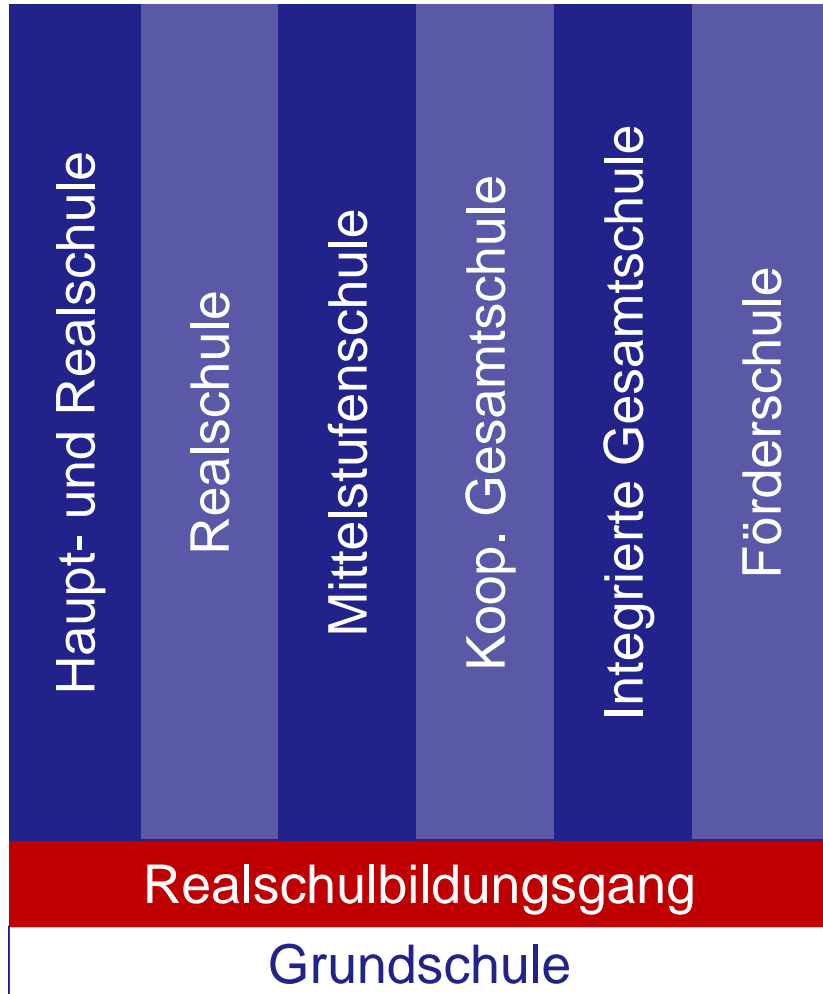 Haupt- und Realschule
Realschule
Mittelstufenschule
Koop. Gesamtschule
Integrierte Gesamtschule
Förderschule
Realschulbildungsgang
Grundschule